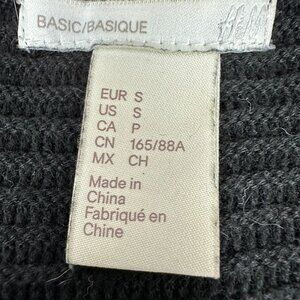 BASIC/BASIQUE H&M
EUR S
US S
CA P
CN 165/88A
MX CH
Made in
China
Fabriqué en
Chine